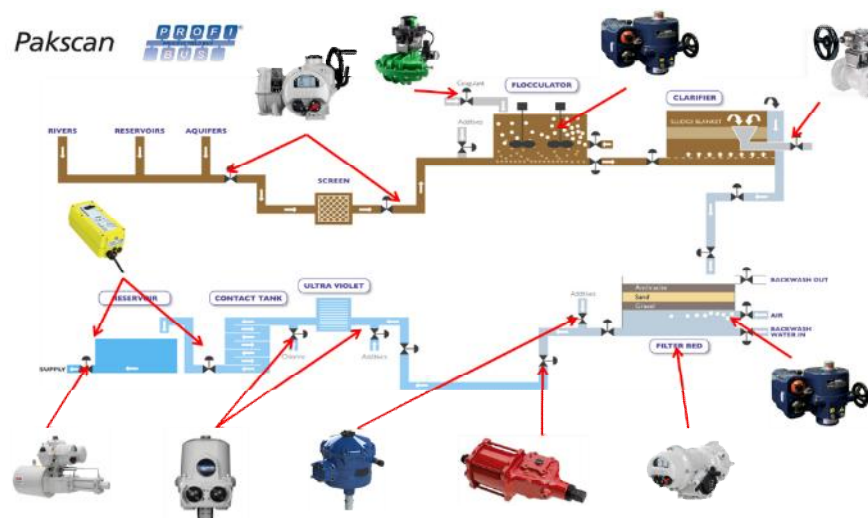 Pakscan
PROFI
BUS
Coagulant
FLOCCULATOR
CLARIFIER
SLUDGE BLANKET
Additives
RIVERS
RESERVOIRS
AQUIFERS
SCREEN
ULTRA VIOLET
CONTACT TANK
RESERVOIR
Additives
Anthracite
Sand
Gravel
BACKWASH OUT
AIR
BACKWASH
WATER IN
Chlorine
Additives
FILTER BED
SUPPLY